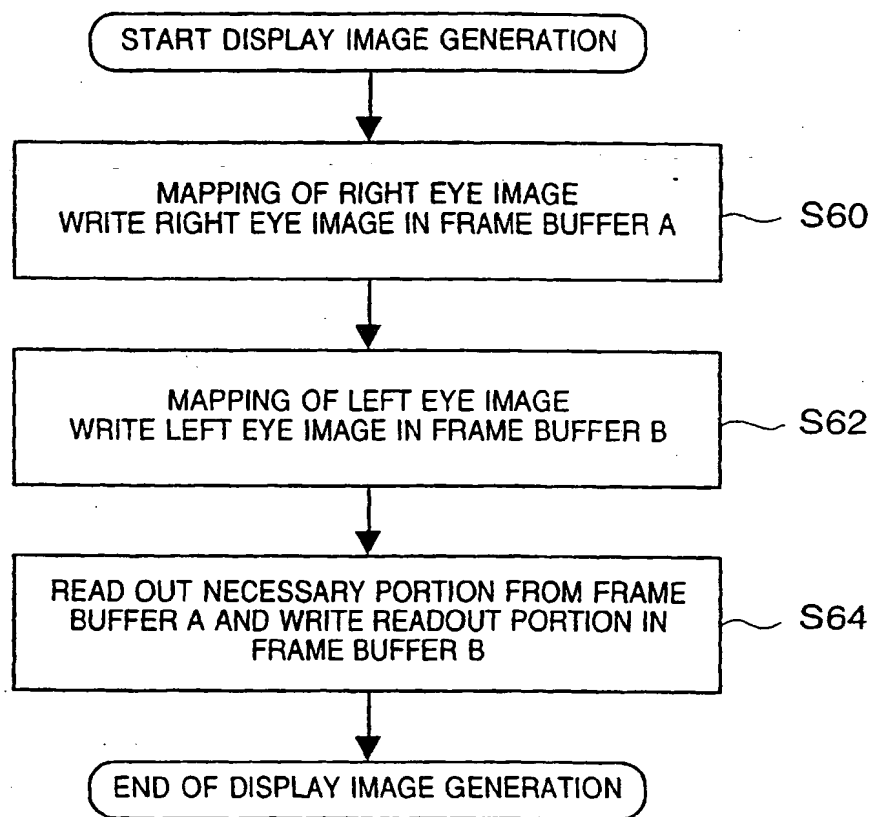 START DISPLAY IMAGE GENERATION
MAPPING OF RIGHT EYE IMAGE
WRITE RIGHT EYE IMAGE IN FRAME BUFFER A
S60
MAPPING OF LEFT EYE IMAGE
WRITE LEFT EYE IMAGE IN FRAME BUFFER B
S62
READ OUT NECESSARY PORTION FROM FRAME
BUFFER A AND WRITE READOUT PORTION IN
FRAME BUFFER B
S64
END OF DISPLAY IMAGE GENERATION